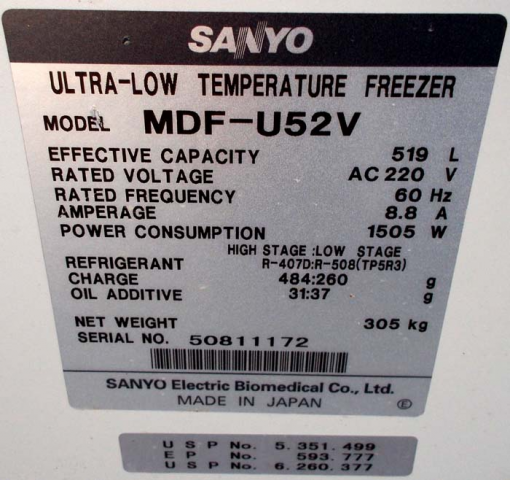 SANYO
ULTRA-LOW TEMPERATURE FREEZER
MODEL MDF-U52V
EFFECTIVE CAPACITY 519 L
RATED VOLTAGE AC 220 V
RATED FREQUENCY 60 Hz
AMPERAGE 8.8 A
POWER CONSUMPTION 1505 W
HIGH STAGE :LOW STAGE
REFRIGERANT R-407D:R-508(TP5R3)
CHARGE 484:260 g
OIL ADDITIVE 31:37 g
NET WEIGHT 305 kg
SERIAL NO. 50811172
SANYO Electric Biomedical Co., Ltd.
MADE IN JAPAN Ⓔ
U S P No. 5.351.499
E P No. 593.777
U S P No. 6.260.377